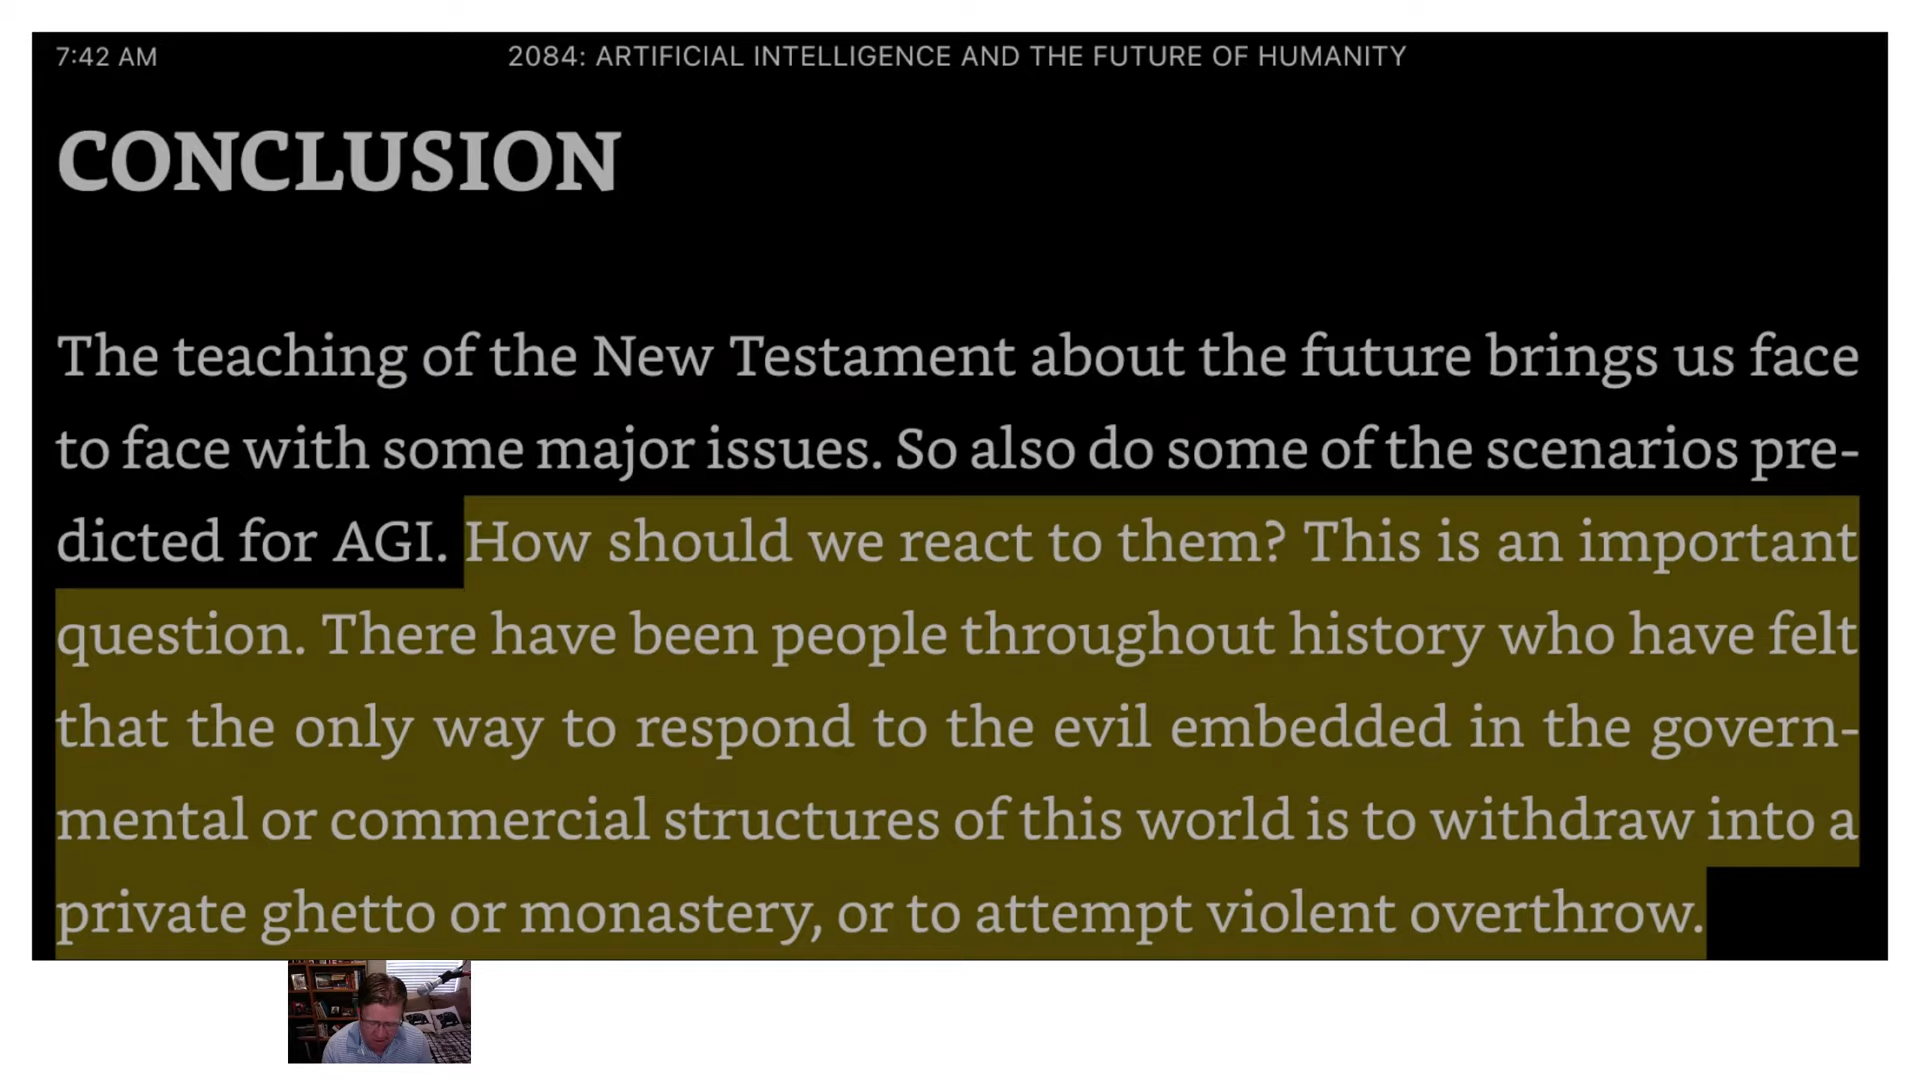 7:42 AM
2084: ARTIFICIAL INTELLIGENCE AND THE FUTURE OF HUMANITY
CONCLUSION
The teaching of the New Testament about the future brings us face
to face with some major issues. So also do some of the scenarios pre-
dicted for AGI. How should we react to them? This is an important
question. There have been people throughout history who have felt
that the only way to respond to the evil embedded in the govern-
mental or commercial structures of this world is to withdraw into a
private ghetto or monastery, or to attempt violent overthrow.